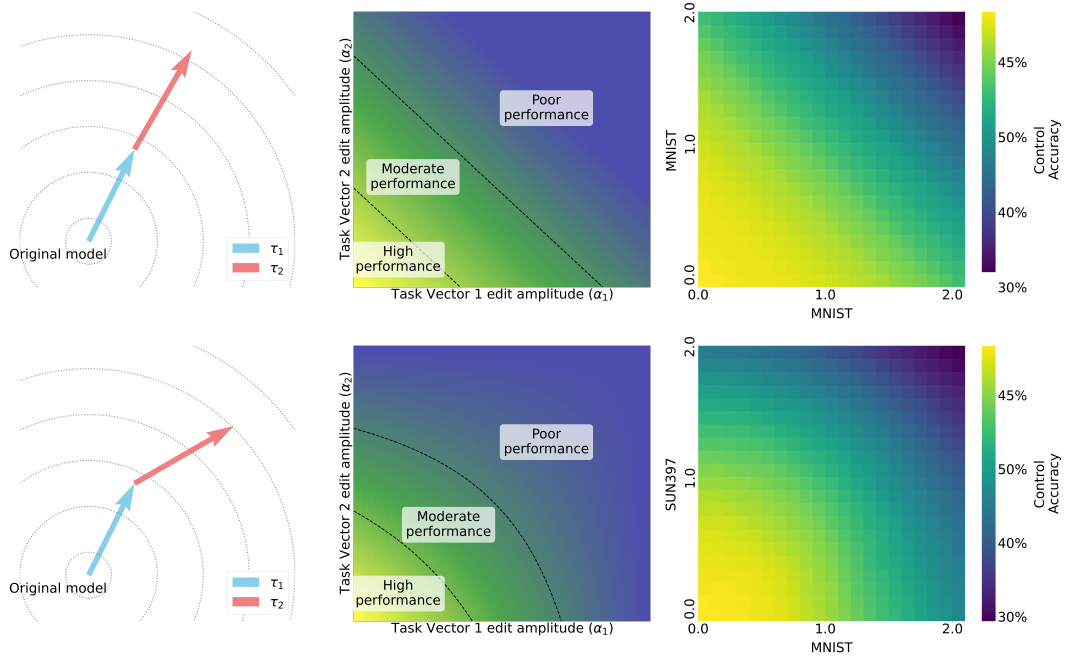 Original model
τ1
τ2
Task Vector 2 edit amplitude (α2)
Poor
performance
Moderate
performance
High
performance
Task Vector 1 edit amplitude (α1)
MNIST
2.0
1.0
0.0
0.0
1.0
2.0
MNIST
45%
50%
40%
30%
Control
Accuracy
Original model
τ1
τ2
Task Vector 2 edit amplitude (α2)
Poor
performance
Moderate
performance
High
performance
Task Vector 1 edit amplitude (α1)
SUN397
2.0
1.0
0.0
0.0
1.0
2.0
MNIST
45%
50%
40%
30%
Control
Accuracy